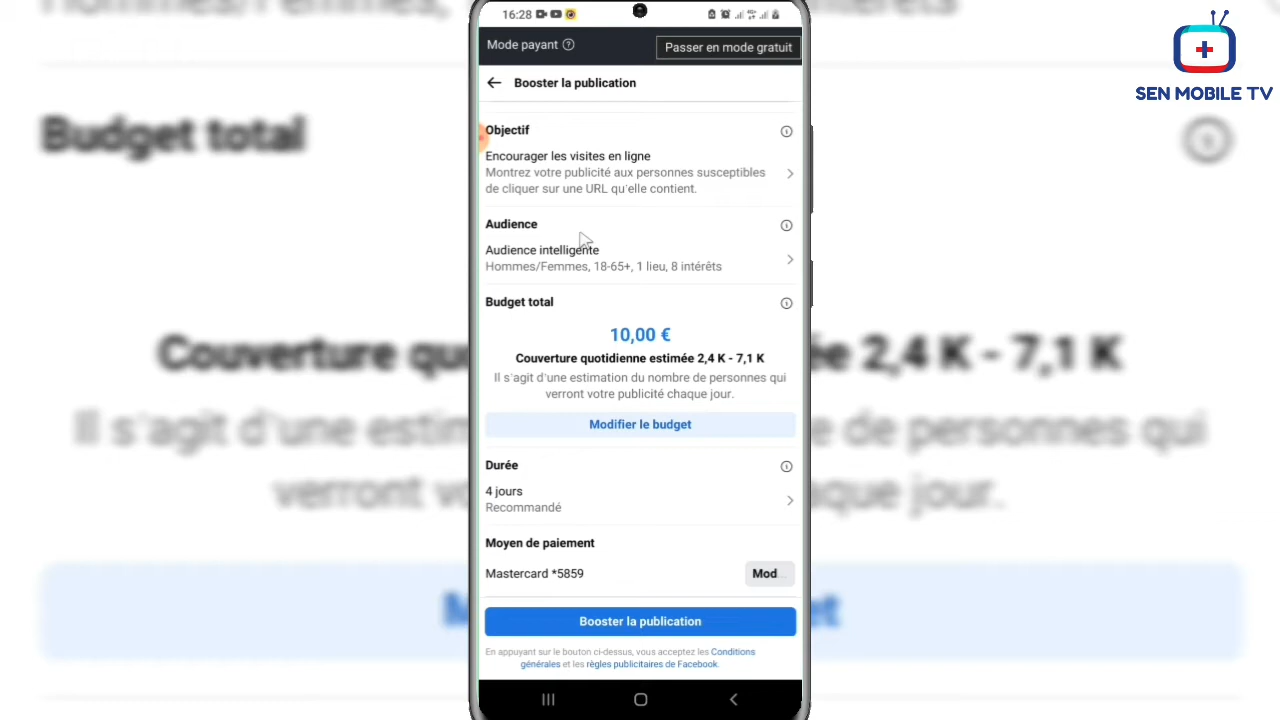 16:28
Mode payant
Passer en mode gratuit
Booster la publication
Objectif
Encourager les visites en ligne
Montrez votre publicité aux personnes susceptibles
de cliquer sur une URL qu'elle contient.
Audience
Audience intelligente
Hommes/Femmes, 18-65+, 1 lieu, 8 intérêts
Budget total
10,00 €
Couverture quotidienne estimée 2,4 K - 7,1 K
Il s'agit d'une estimation du nombre de personnes qui
verront votre publicité chaque jour.
Modifier le budget
Durée
4 jours
Recommandé
Moyen de paiement
Mastercard *5859
Mod...
Booster la publication
En appuyant sur le bouton ci-dessus, vous acceptez les Conditions
générales et les règles publicitaires de Facebook.
SEN MOBILE TV
Budget total
Couverture quo
ée 2,4 K - 7,1 K
Il s'agit d'une estim
e de personnes qui
verront vo
aque jour.